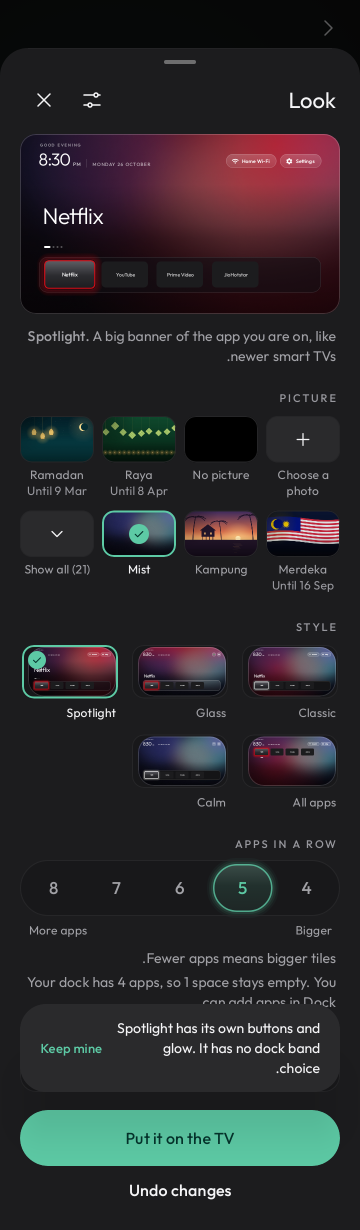 Look
GOOD EVENING
8:30 PM | MONDAY 26 OCTOBER
Home Wi-Fi
Settings
Netflix
Netflix
YouTube
Prime Video
JioHotstar
Spotlight. A big banner of the app you are on, like
.newer smart TVs
PICTURE
Ramadan
Until 9 Mar
Raya
Until 8 Apr
No picture
Choose a
photo
Show all (21)
Mist
Kampung
Merdeka
Until 16 Sep
STYLE
Spotlight
Glass
Classic
Calm
All apps
APPS IN A ROW
8 7 6 5 4
More apps
Bigger
.Fewer apps means bigger tiles
Your dock has 4 apps, so 1 space stays empty. You
can add apps in Dock
Spotlight has its own buttons and
glow. It has no dock band
.choice
Keep mine
Put it on the TV
Undo changes